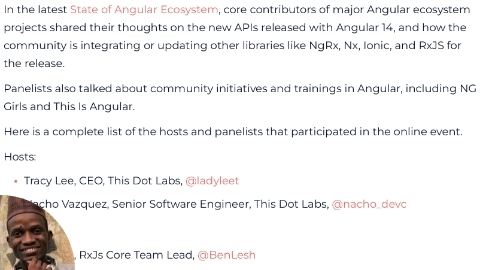 In the latest State of Angular Ecosystem, core contributors of major Angular ecosystem
projects shared their thoughts on the new APIs released with Angular 14, and how the
community is integrating or updating other libraries like NgRx, Nx, Ionic, and RxJS for
the release.
Panelists also talked about community initiatives and trainings in Angular, including NG
Girls and This Is Angular.
Here is a complete list of the hosts and panelists that participated in the online event.
Hosts:
Tracy Lee, CEO, This Dot Labs, @ladyleet
Vazquez, Senior Software Engineer, This Dot Labs, @nacho_devc
, RxJs Core Team Lead, @BenLesh